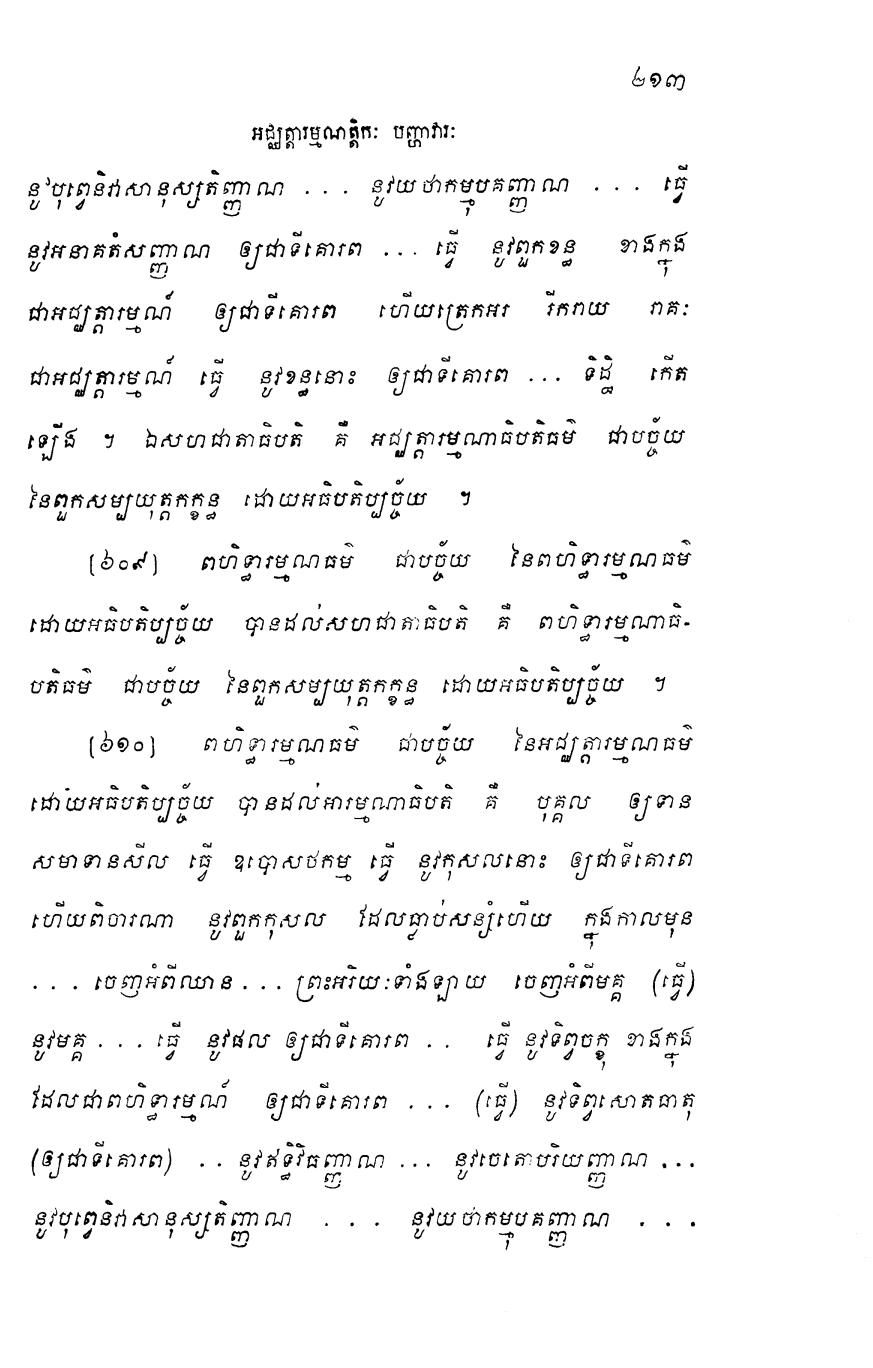 ២១៣
អជ្ឈត្តារម្មណត្តិកៈ បញ្ហាវារៈ
នូវបុព្វេនិវាសានុស្សតិញ្ញាណ ... នូវយថាកម្មុបគញ្ញាណ ... ធ្វើ
នូវអនាគតំសញ្ញាណ ឲ្យជាទីគោរព ... ធ្វើ នូវពួកខន្ធ ខាងក្នុង
ជាអជ្ឈត្តារម្មណ៍ ឲ្យជាទីគោរព ហើយត្រេកអរ រីករាយ រាគៈ
ជាអជ្ឈត្តារម្មណ៍ ធ្វើ នូវខន្ធនោះ ឲ្យជាទីគោរព ... ទិដ្ឋិ កើត
ឡើង ។ ឯសហជាតាធិបតិ គឺ អជ្ឈត្តារម្មណាធិបតិធម៌ ជាបច្ច័យ
នៃពួកសម្បយុត្តកក្ខន្ធ ដោយអធិបតិប្បច្ច័យ ។
[៦០៩] ពហិទ្ធារម្មណធម៌ ជាបច្ច័យ នៃពហិទ្ធារម្មណធម៌
ដោយអធិបតិប្បច្ច័យ បានដល់សហជាតាធិបតិ គឺ ពហិទ្ធារម្មណាធិ-
បតិធម៌ ជាបច្ច័យ នៃពួកសម្បយុត្តកក្ខន្ធ ដោយអធិបតិប្បច្ច័យ ។
[៦១០] ពហិទ្ធារម្មណធម៌ ជាបច្ច័យ នៃអជ្ឈត្តារម្មណធម៌
ដោយអធិបតិប្បច្ច័យ បានដល់អារម្មណាធិបតិ គឺ បុគ្គល ឲ្យទាន
សមាទានសីល ធ្វើ ឧបោសថកម្ម ធ្វើ នូវកុសលនោះ ឲ្យជាទីគោរព
ហើយពិចារណា នូវពួកកុសល ដែលធ្លាប់សន្សំហើយ ក្នុងកាលមុន
... ចេញអំពីឈាន ... ព្រះអរិយៈទាំងឡាយ ចេញអំពីមគ្គ (ធ្វើ)
នូវមគ្គ ... ធ្វើ នូវផល ឲ្យជាទីគោរព .. ធ្វើ នូវទិព្វចក្ខុ ខាងក្នុង
ដែលជាពហិទ្ធារម្មណ៍ ឲ្យជាទីគោរព ... (ធ្វើ) នូវទិព្វសោតធាតុ
(ឲ្យជាទីគោរព) .. នូវឥទ្ធិវិធញ្ញាណ ... នូវចេតោបរិយញ្ញាណ ...
នូវបុព្វេនិវាសានុស្សតិញ្ញាណ ... នូវយថាកម្មុបគញ្ញាណ ...